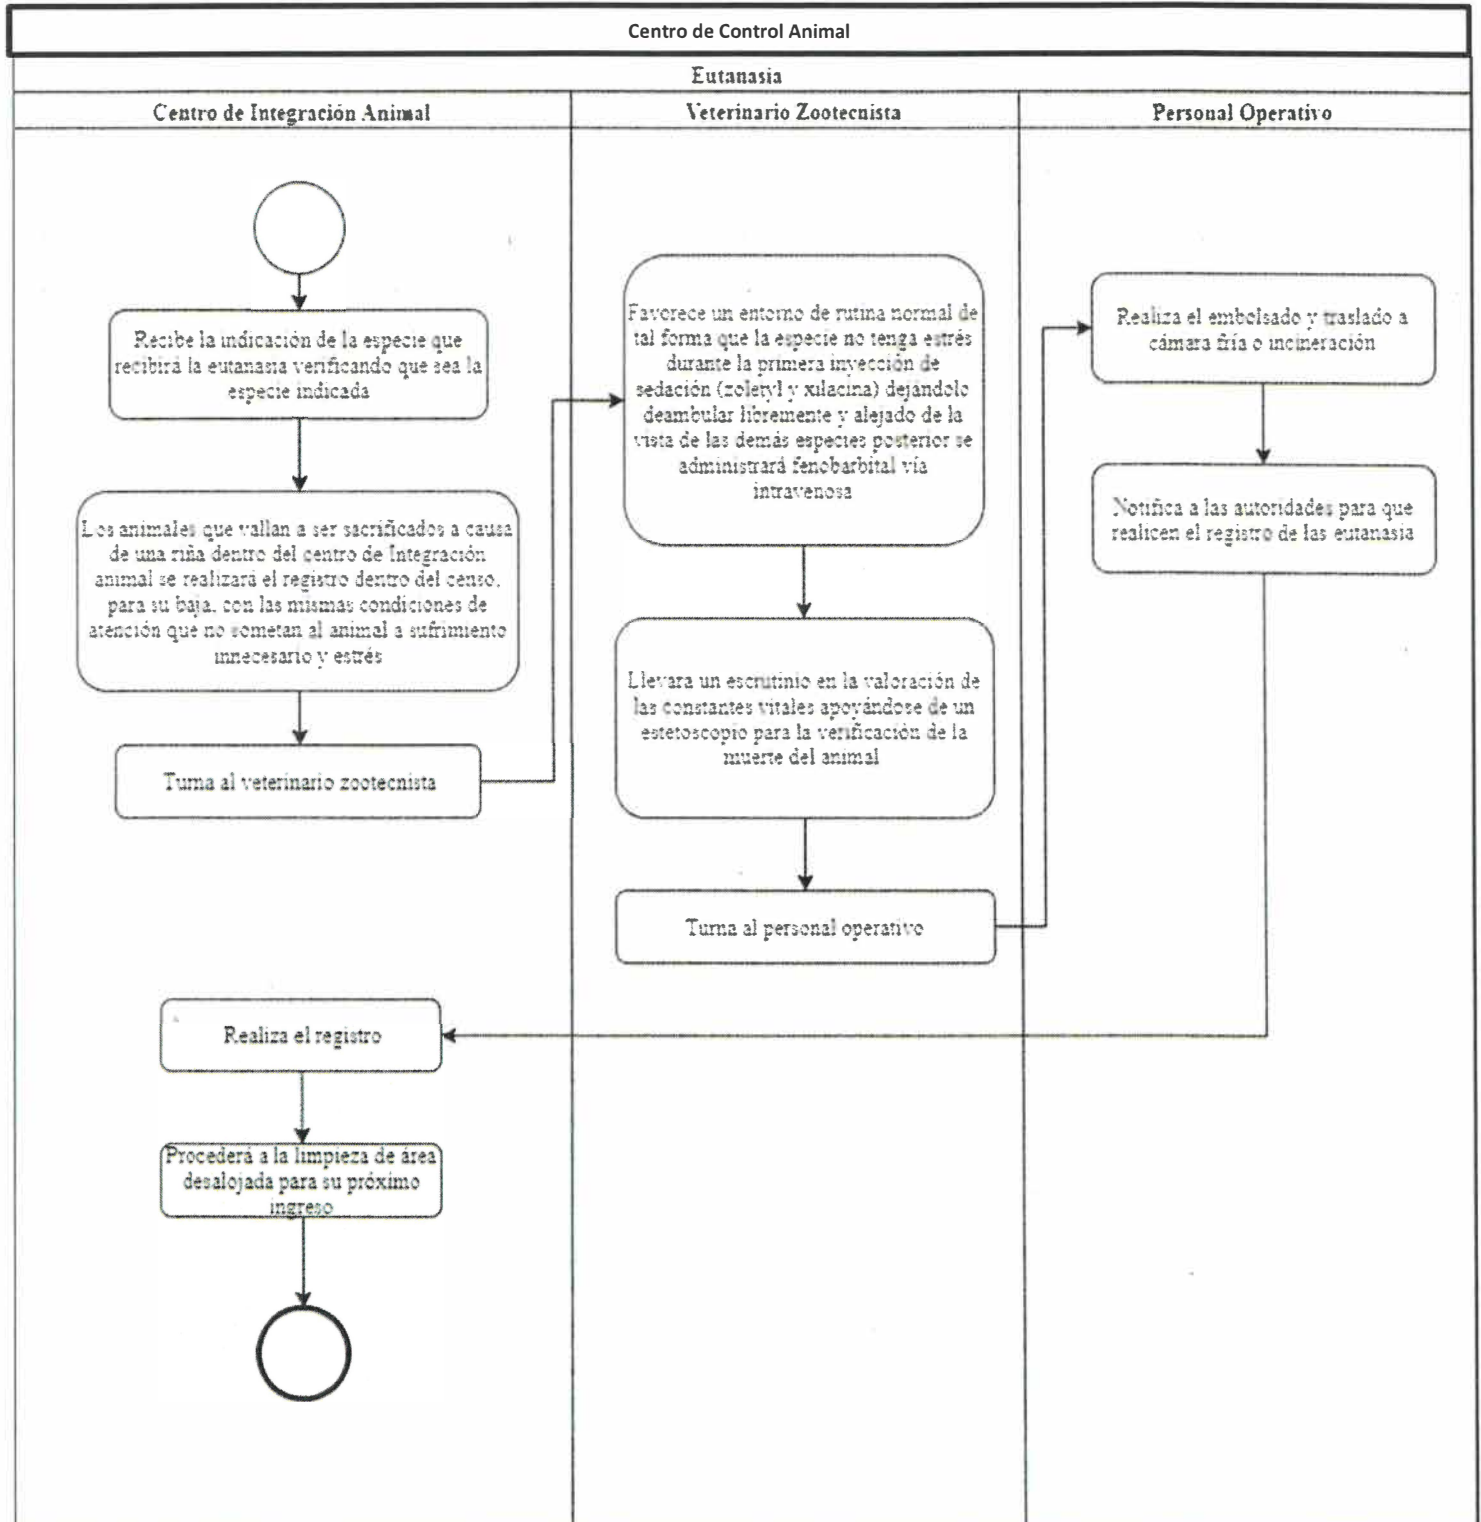 Centro de Control Animal
Eutanasia
Centro de Integración Animal
Veterinario Zootecnista
Personal Operativo
Recibe la indicación de la especie que
recibirá la eutanasia verificando que sea la
especie indicada
Los animales que vallan a ser sacrificados a causa
de una riña dentro del centro de Integración
animal se realizará el registro dentro del censo,
para su baja, con las mismas condiciones de
atención que no sometan al animal a sufrimiento
innecesario y estrés
Turna al veterinario zootecnista
Favorece un entorno de rutina normal de
tal forma que la especie no tenga estrés
durante la primera inyección de
sedación (zoletyl y xilacina) dejándolo
deambular libremente y alejado de la
vista de las demás especies posterior se
administrará fenobarbital vía
intravenosa
Llevara un escrutinio en la valoración de
las constantes vitales apoyándose de un
estetoscopio para la verificación de la
muerte del animal
Turna al personal operativo
Realiza el embolsado y traslado a
cámara fría o incineración
Notifica a las autoridades para que
realicen el registro de las eutanasia
Realiza el registro
Procederá a la limpieza de área
desalojada para su próximo
ingreso